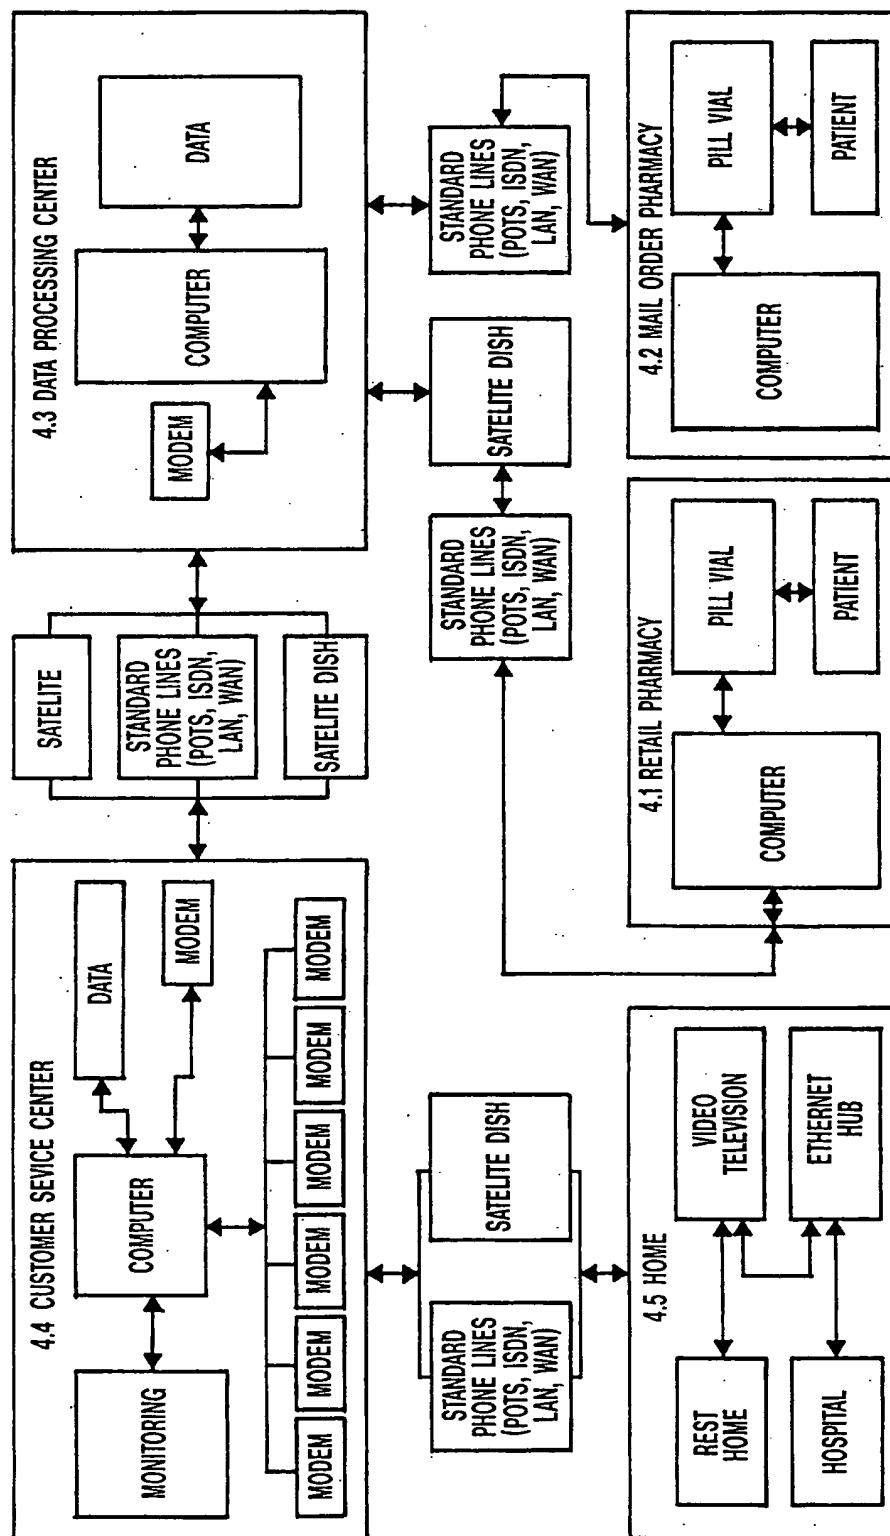 4.4 CUSTOMER SEVICE CENTER
MONITORING
COMPUTER
DATA
MODEM
MODEM
MODEM
MODEM
MODEM
MODEM
MODEM
SATELITE
STANDARD
PHONE LINES
(POTS, ISDN,
LAN, WAN)
SATELITE DISH
4.3 DATA PROCESSING CENTER
MODEM
COMPUTER
DATA
STANDARD
PHONE LINES
(POTS, ISDN,
LAN, WAN)
SATELITE DISH
STANDARD
PHONE LINES
(POTS, ISDN,
LAN, WAN)
SATELITE DISH
STANDARD
PHONE LINES
(POTS, ISDN,
LAN, WAN)
4.5 HOME
REST
HOME
VIDEO
TELEVISION
HOSPITAL
ETHERNET
HUB
4.1 RETAIL PHARMACY
COMPUTER
PILL VIAL
PATIENT
4.2 MAIL ORDER PHARMACY
COMPUTER
PILL VIAL
PATIENT